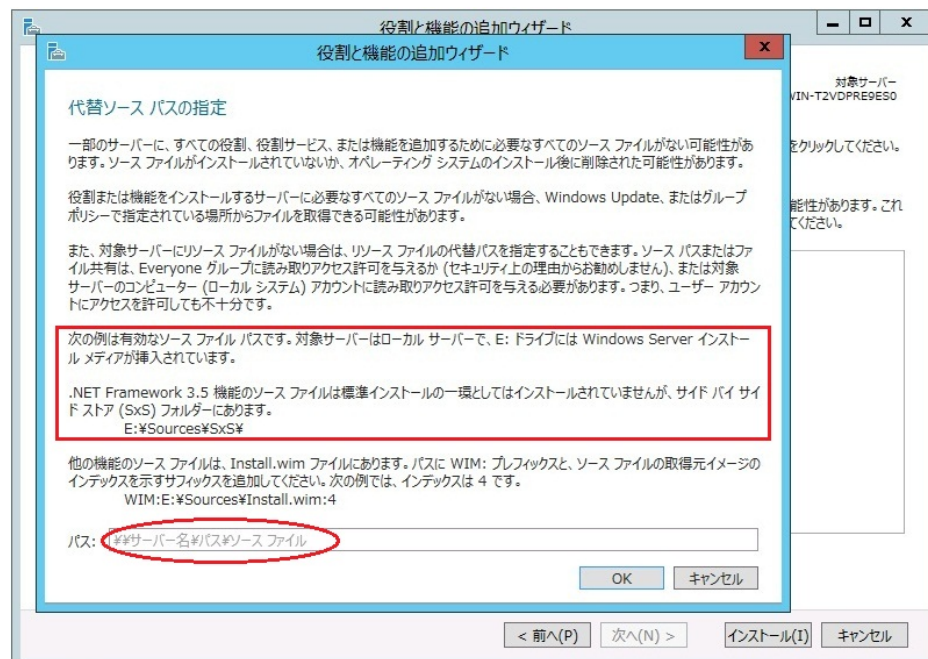 役割と機能の追加ウィザード
役割と機能の追加ウィザード
対象サーバー
WIN-T2VDPRE9ES0
代替ソース パスの指定
一部のサーバーに、すべての役割、役割サービス、または機能を追加するために必要なすべてのソース ファイルがない可能性があ
ります。ソース ファイルがインストールされていないか、オペレーティング システムのインストール後に削除された可能性があります。
をクリックしてください。
役割または機能をインストールするサーバーに必要なすべてのソース ファイルがない場合、Windows Update、またはグループ
ポリシーで指定されている場所からファイルを取得できる可能性があります。
能性があります。これ
てください。
また、対象サーバーにリソース ファイルがない場合は、リソース ファイルの代替パスを指定することもできます。ソース パスまたはファ
イル共有は、Everyone グループに読み取りアクセス許可を与えるか (セキュリティ上の理由からお勧めしません)、または対象
サーバーのコンピューター (ローカル システム) アカウントに読み取りアクセス許可を与える必要があります。つまり、ユーザー アカウン
トにアクセスを許可しても不十分です。
次の例は有効なソース ファイル パスです。対象サーバーはローカル サーバーで、E: ドライブには Windows Server インストー
ル メディアが挿入されています。
.NET Framework 3.5 機能のソース ファイルは標準インストールの一環としてはインストールされていませんが、サイド バイ サイ
ド ストア (SxS) フォルダーにあります。
E:¥Sources¥SxS¥
他の機能のソース ファイルは、Install.wim ファイルにあります。パスに WIM: プレフィックスと、ソース ファイルの取得元イメージの
インデックスを示すサフィックスを追加してください。次の例では、インデックスは 4 です。
WIM:E:¥Sources¥Install.wim:4
パス: ¥¥サーバー名¥パス¥ソース ファイル
OK キャンセル
< 前へ(P) 次へ(N) > インストール(I) キャンセル